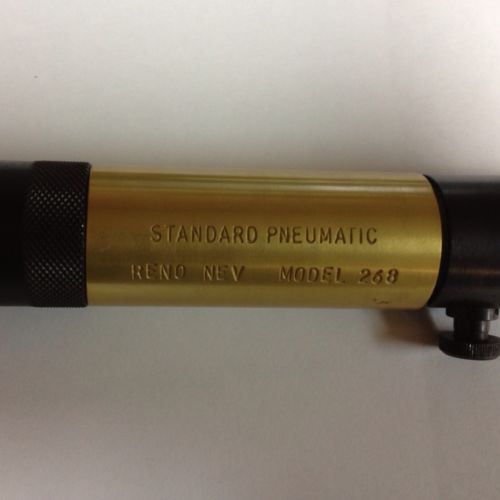 STANDARD PNEUMATIC
RENO NEV MODEL 268